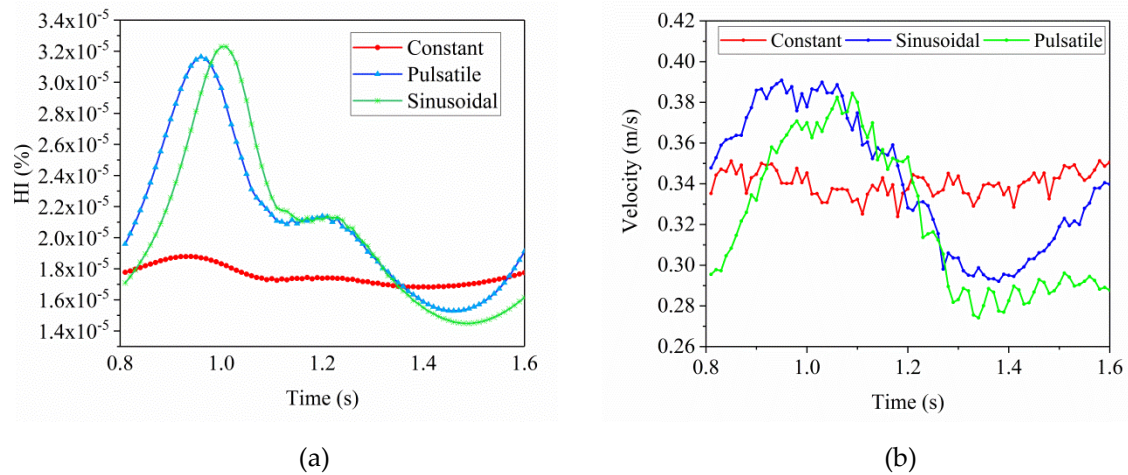 3.4x10⁻⁵
3.2x10⁻⁵
3.0x10⁻⁵
2.8x10⁻⁵
2.6x10⁻⁵
2.4x10⁻⁵
2.2x10⁻⁵
2.0x10⁻⁵
1.8x10⁻⁵
1.6x10⁻⁵
1.4x10⁻⁵
HI (%)
Constant
Pulsatile
Sinusoidal
0.8 1.0 1.2 1.4 1.6
Time (s)
(a)
Constant Sinusoidal Pulsatile
0.40
0.38
0.36
0.34
0.32
0.30
0.28
0.26
Velocity (m/s)
0.8 1.0 1.2 1.4 1.6
Time (s)
(b)